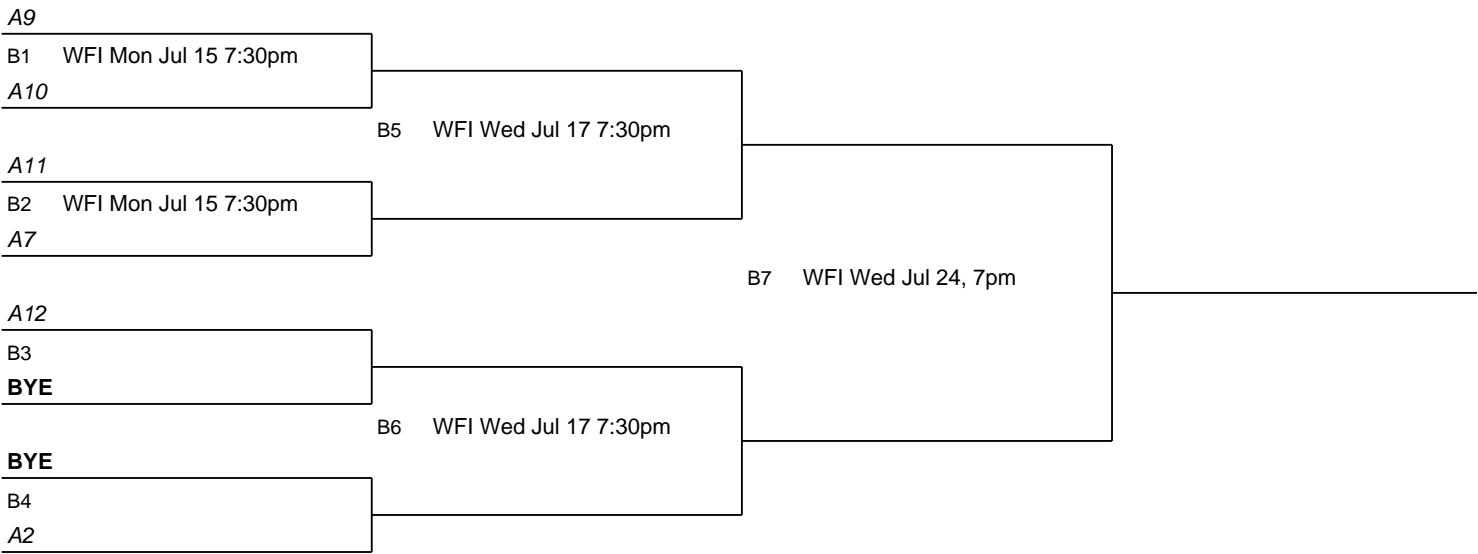 A9
B1 WFI Mon Jul 15 7:30pm
A10
B5 WFI Wed Jul 17 7:30pm
A11
B2 WFI Mon Jul 15 7:30pm
A7
B7 WFI Wed Jul 24, 7pm
A12
B3
BYE
B6 WFI Wed Jul 17 7:30pm
BYE
B4
A2